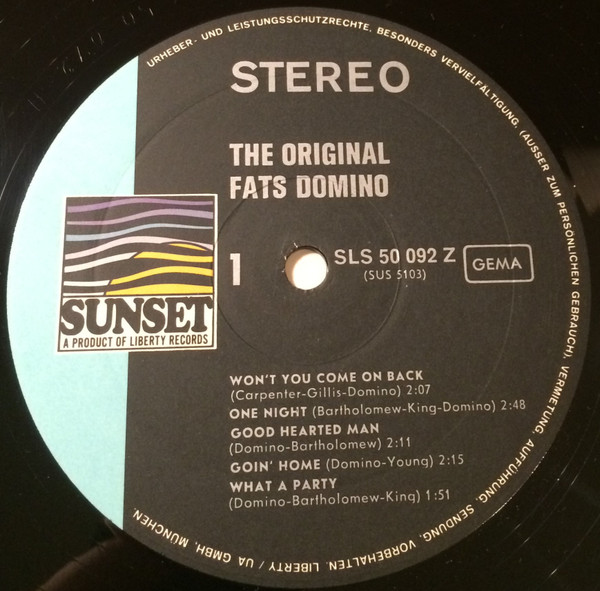 URHEBER- UND LEISTUNGSSCHUTZRECHTE, BESONDERS VERVIELFÄLTIGUNG, (AUSSER ZUM PERSÖNLICHEN GEBRAUCH), VERMIETUNG, AUFFÜHRUNG, SENDUNG, VORBEHALTEN. LIBERTY / UA GMBH, MÜNCHEN.
STEREO
THE ORIGINAL
FATS DOMINO
SUNSET
A PRODUCT OF LIBERTY RECORDS
1
SLS 50 092 Z
(SUS 5103)
GEMA
WON'T YOU COME ON BACK
(Carpenter-Gillis-Domino) 2:07
ONE NIGHT (Bartholomew-King-Domino) 2:48
GOOD HEARTED MAN
(Domino-Bartholomew) 2:11
GOIN' HOME (Domino-Young) 2:15
WHAT A PARTY
(Domino-Bartholomew-King) 1:51